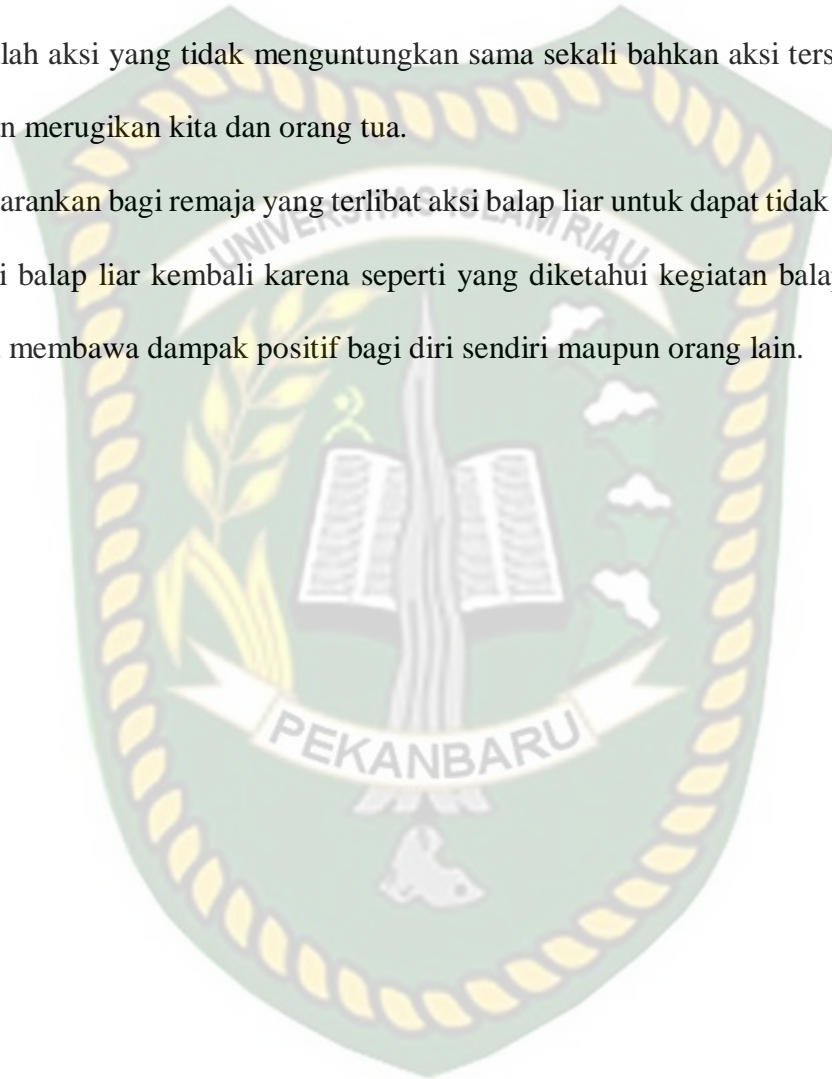 lah aksi yang tidak menguntungkan sama sekali bahkan aksi ters
n merugikan kita dan orang tua.
arankan bagi remaja yang terlibat aksi balap liar untuk dapat tidak
i balap liar kembali karena seperti yang diketahui kegiatan balap
membawa dampak positif bagi diri sendiri maupun orang lain.
UNIVERSITAS ISLAM RIAU
PEKANBARU